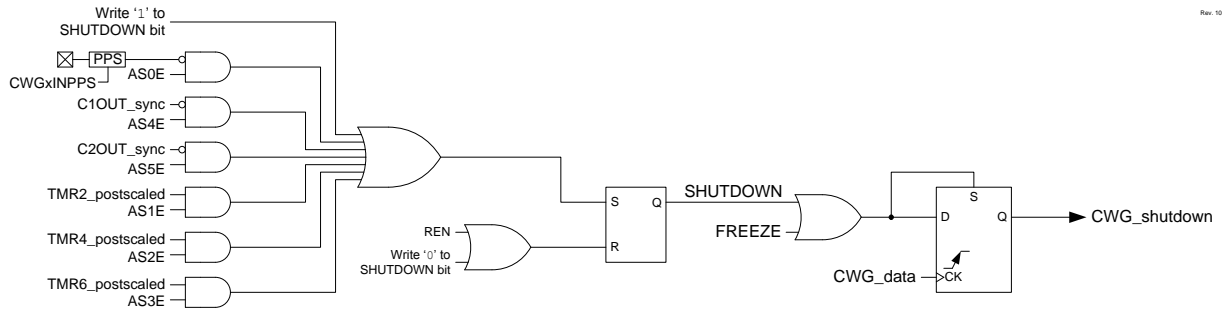 Write ‘1’ to
SHUTDOWN bit
Rev. 10
PPS
AS0E
CWGxINPPS
C1OUT_sync
AS4E
C2OUT_sync
AS5E
TMR2_postscaled
AS1E
TMR4_postscaled
AS2E
TMR6_postscaled
AS3E
REN
Write ‘0’ to
SHUTDOWN bit
S
Q
R
SHUTDOWN
FREEZE
S
D
Q
CK
CWG_data
CWG_shutdown